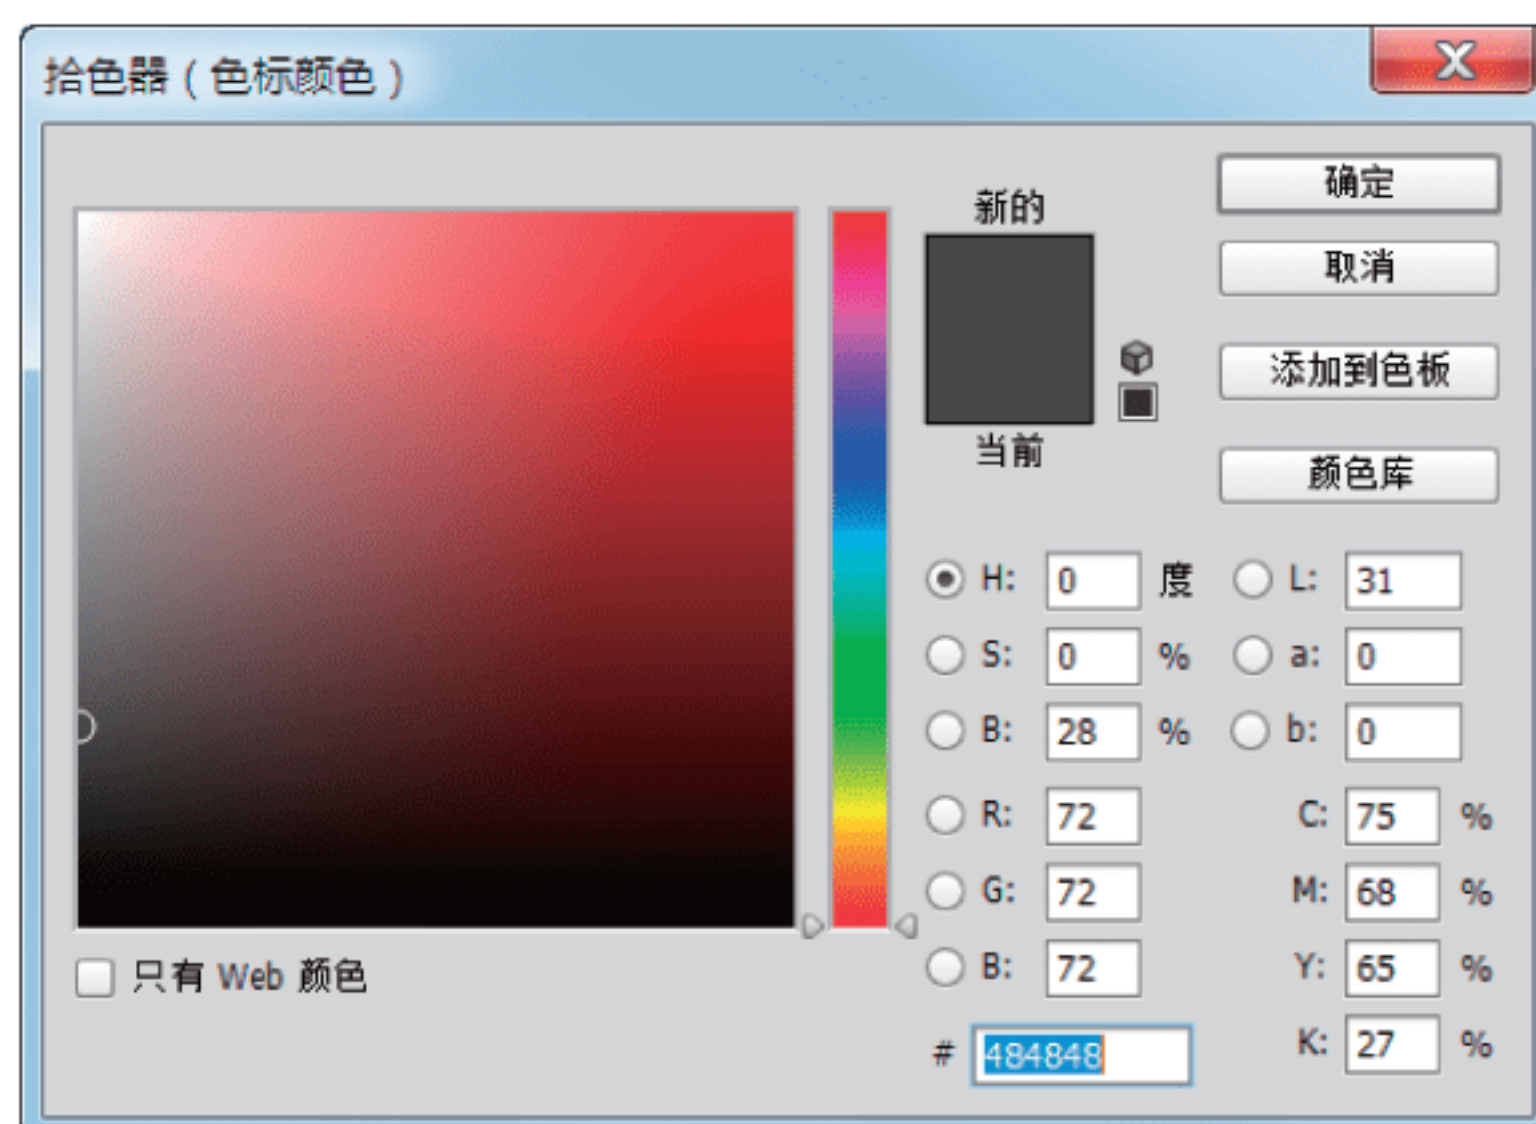 拾色器（色标颜色）
确定
新的
取消
添加到色板
当前
颜色库
H: 0 度 L: 31
S: 0 % a: 0
B: 28 % b: 0
R: 72 C: 75 %
G: 72 M: 68 %
B: 72 Y: 65 %
只有 Web 颜色
# 484848 K: 27 %